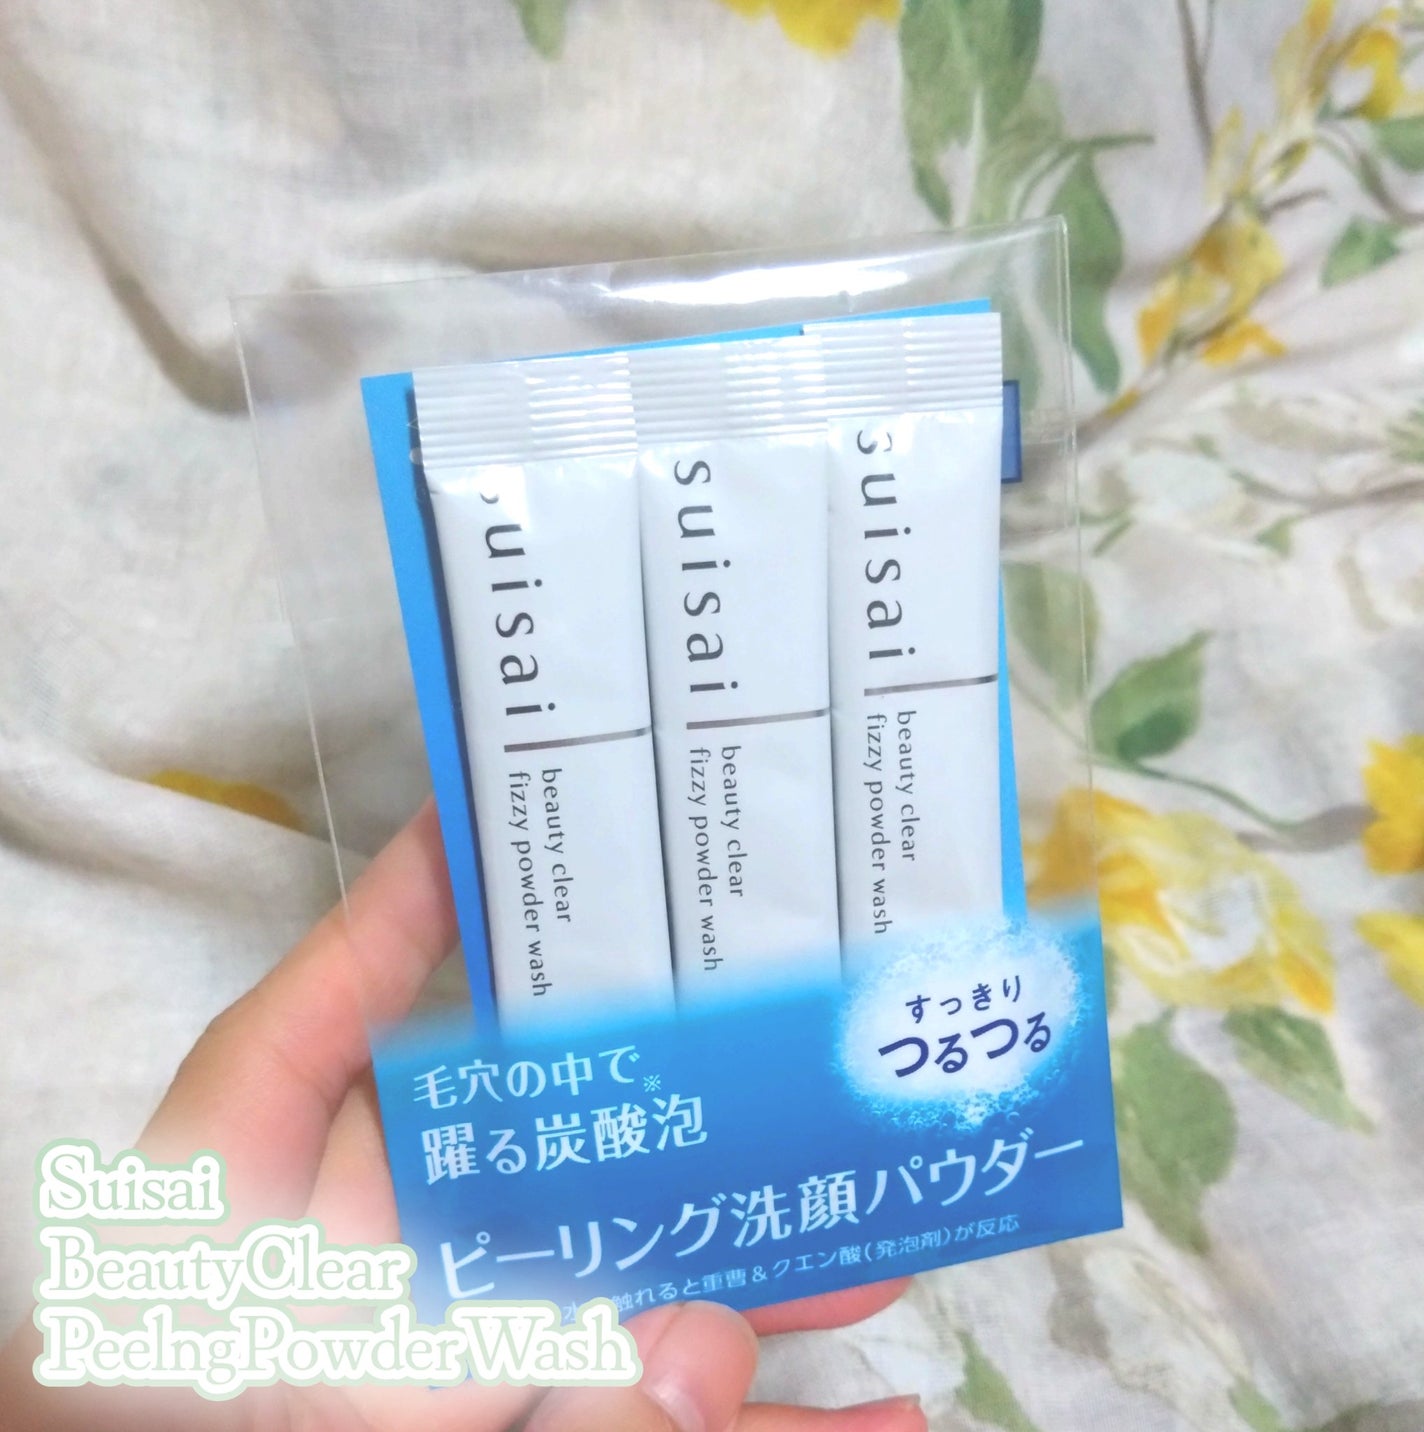 suisai
beauty clear
fizzy powder wash
suisai
beauty clear
fizzy powder wash
suisai
beauty clear
fizzy powder wash
すっきり
つるつる
毛穴の中で
躍る炭酸泡※
ピーリング洗顔パウダー
水に触れると重曹&クエン酸(発泡剤)が反応
Suisai
BeautyClear
PeelngPowderWash